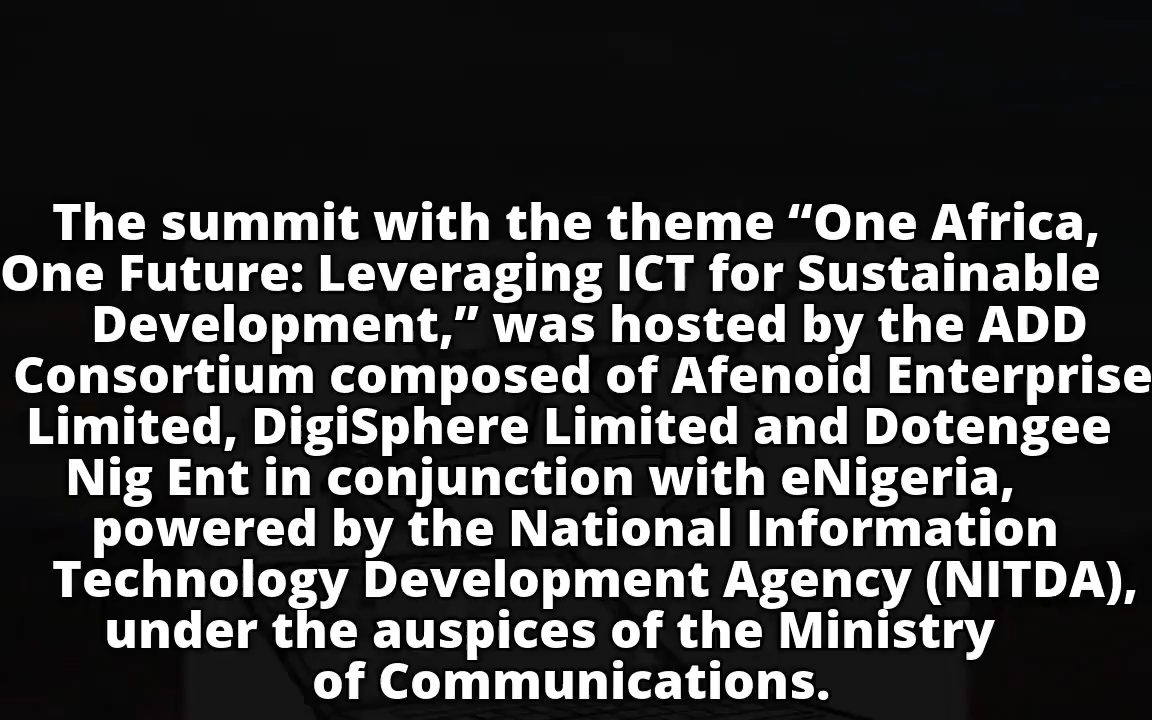 The summit with the theme “One Africa,
One Future: Leveraging ICT for Sustainable
Development,” was hosted by the ADD
Consortium composed of Afenoid Enterprise
Limited, DigiSphere Limited and Dotengee
Nig Ent in conjunction with eNigeria,
powered by the National Information
Technology Development Agency (NITDA),
under the auspices of the Ministry
of Communications.